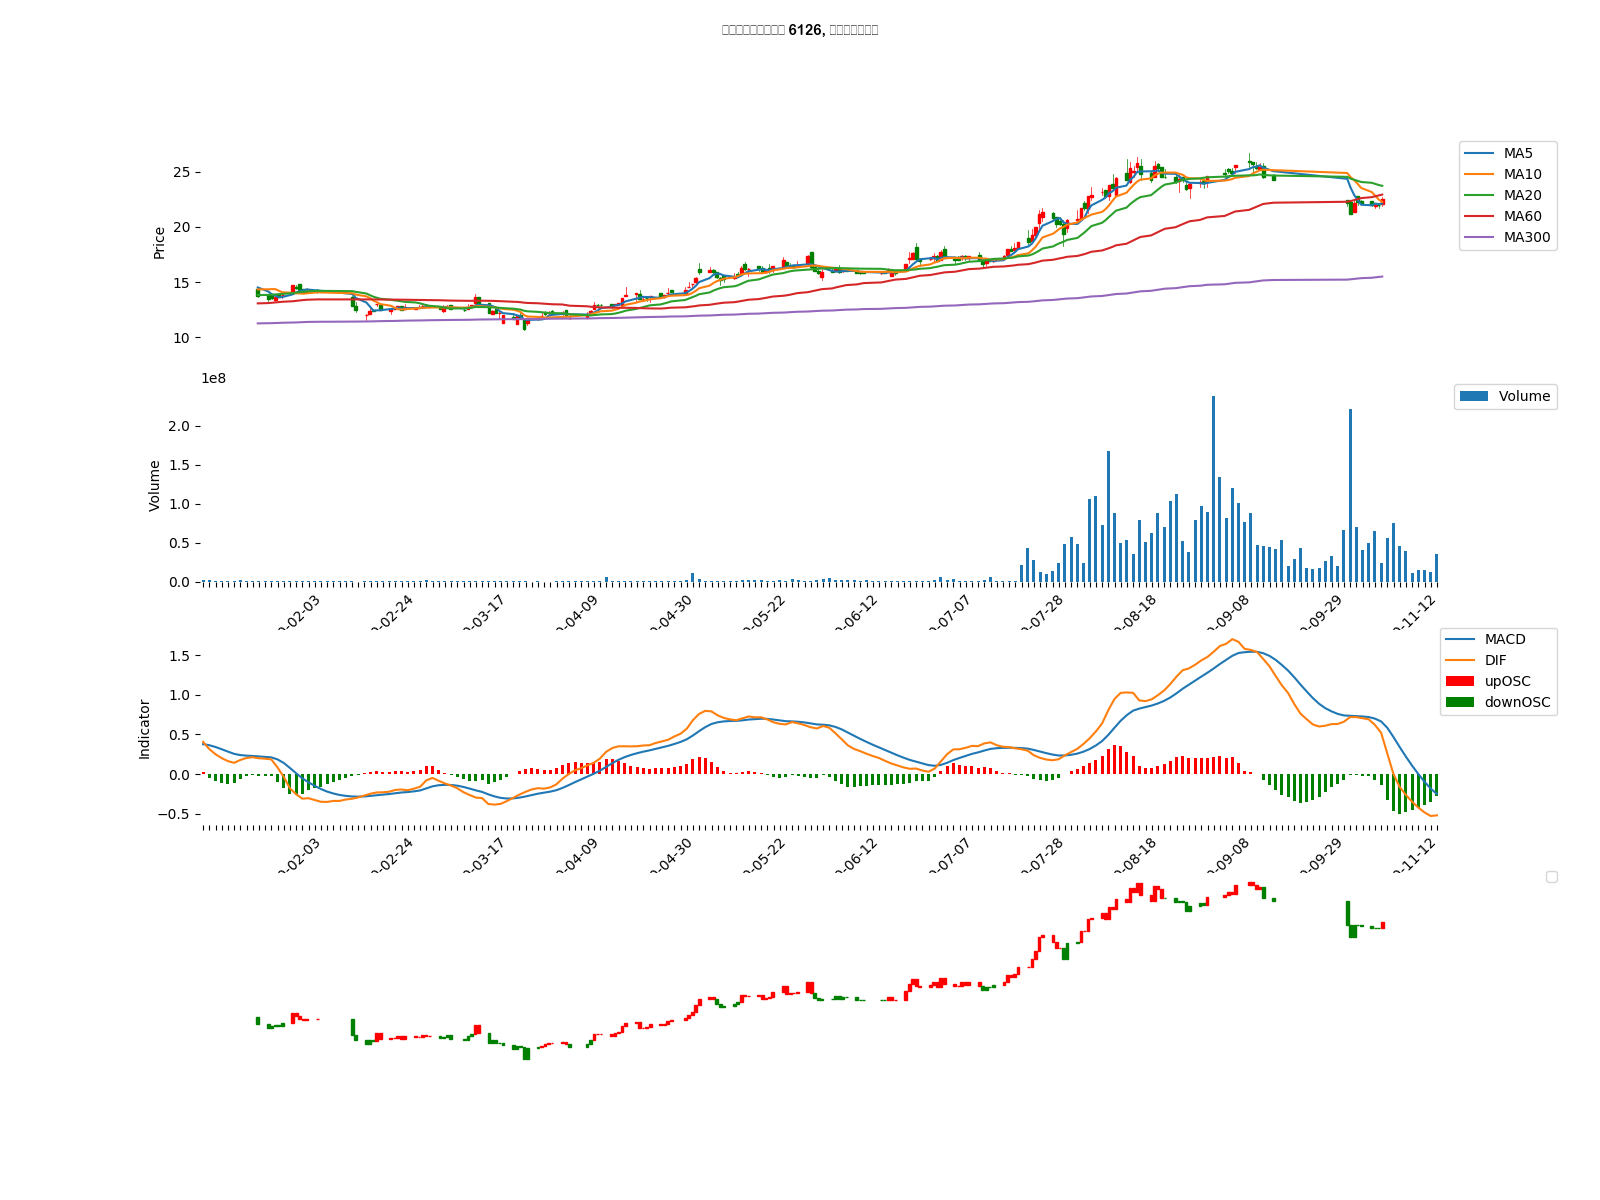 6126,
MA5
MA10
MA20
MA60
MA300
Price
25
20
15
10
1e8
Volume
Volume
2.0
1.5
1.0
0.5
0.0
-02-03
-02-24
-03-17
-04-09
-04-30
-05-22
-06-12
-07-07
-07-28
-08-18
-09-08
-09-29
-11-12
MACD
DIF
upOSC
downOSC
Indicator
1.5
1.0
0.5
0.0
−0.5
-02-03
-02-24
-03-17
-04-09
-04-30
-05-22
-06-12
-07-07
-07-28
-08-18
-09-08
-09-29
-11-12